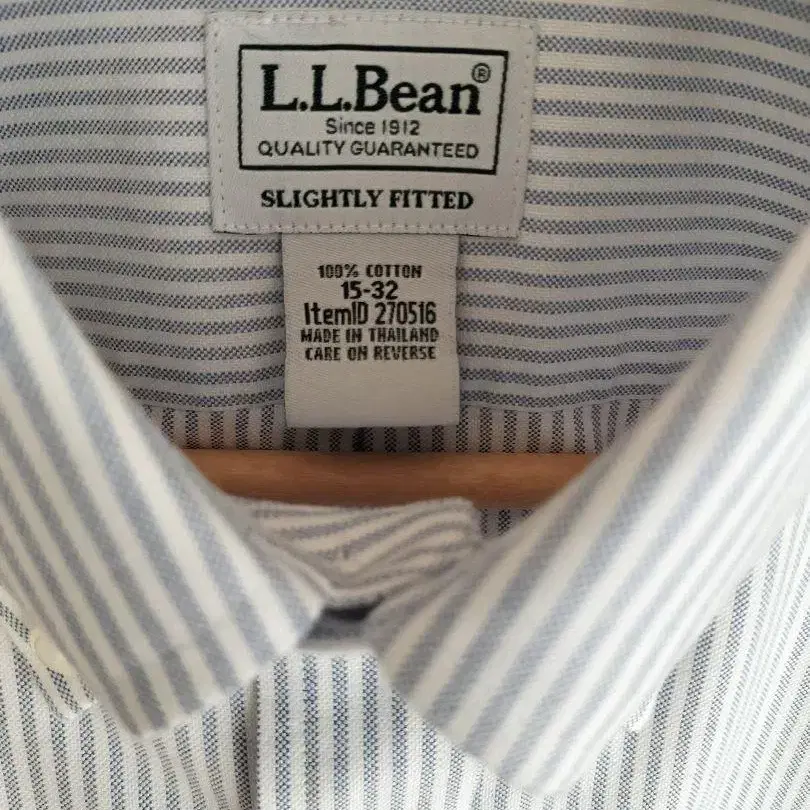 L.L.Bean®
Since 1912
QUALITY GUARANTEED
SLIGHTLY FITTED
100% COTTON
15-32
ItemID 270516
MADE IN THAILAND
CARE ON REVERSE